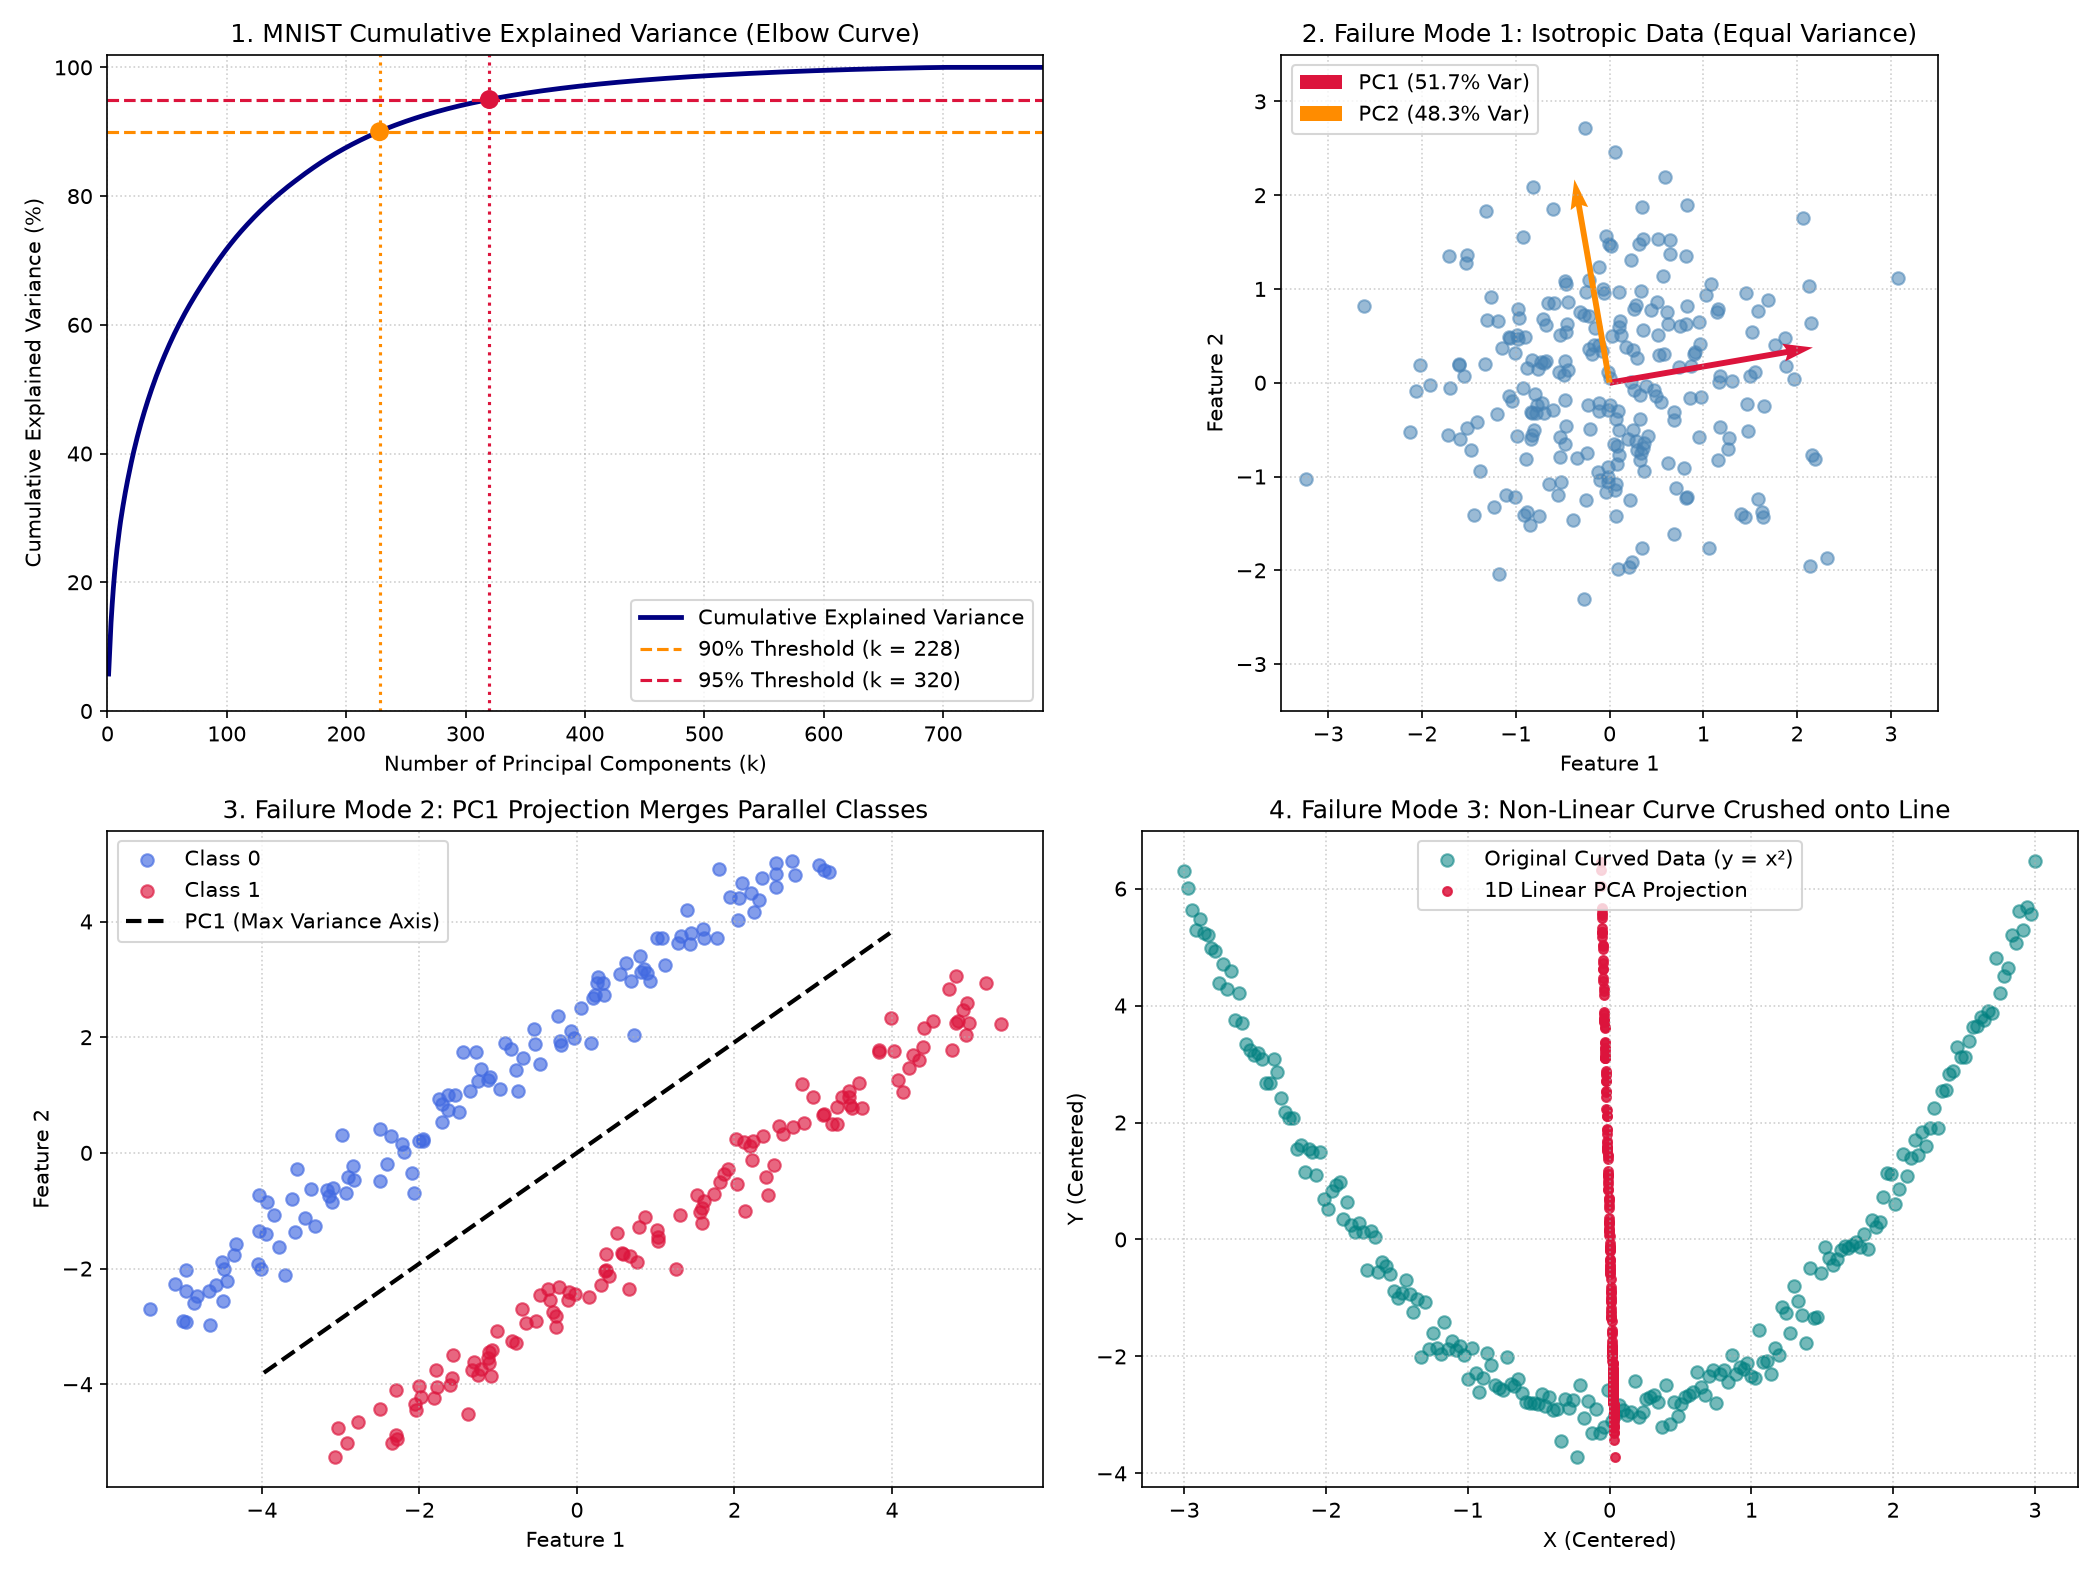 1. MNIST Cumulative Explained Variance (Elbow Curve)
Cumulative Explained Variance (%)
100
80
60
40
20
0
Cumulative Explained Variance
90% Threshold (k = 228)
95% Threshold (k = 320)
0 100 200 300 400 500 600 700
Number of Principal Components (k)
2. Failure Mode 1: Isotropic Data (Equal Variance)
PC1 (51.7% Var)
PC2 (48.3% Var)
Feature 2
3
2
1
0
−1
−2
−3
−3 −2 −1 0 1 2 3
Feature 1
3. Failure Mode 2: PC1 Projection Merges Parallel Classes
Class 0
Class 1
PC1 (Max Variance Axis)
Feature 2
4
2
0
−2
−4
−4 −2 0 2 4
Feature 1
4. Failure Mode 3: Non-Linear Curve Crushed onto Line
Original Curved Data (y = x²)
1D Linear PCA Projection
Y (Centered)
6
4
2
0
−2
−4
−3 −2 −1 0 1 2 3
X (Centered)